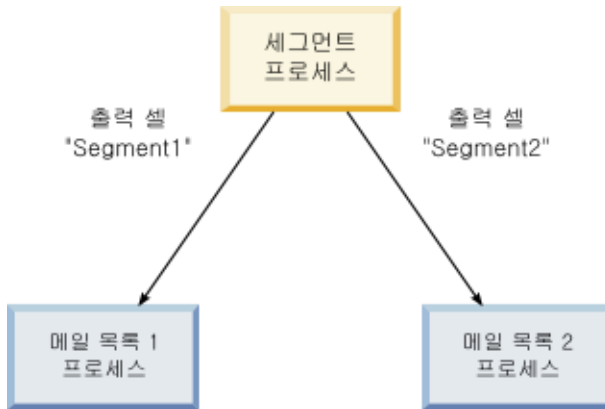 세그먼트
프로세스
출력 셀
"Segment1"
출력 셀
"Segment2"
메일 목록 1
프로세스
메일 목록 2
프로세스